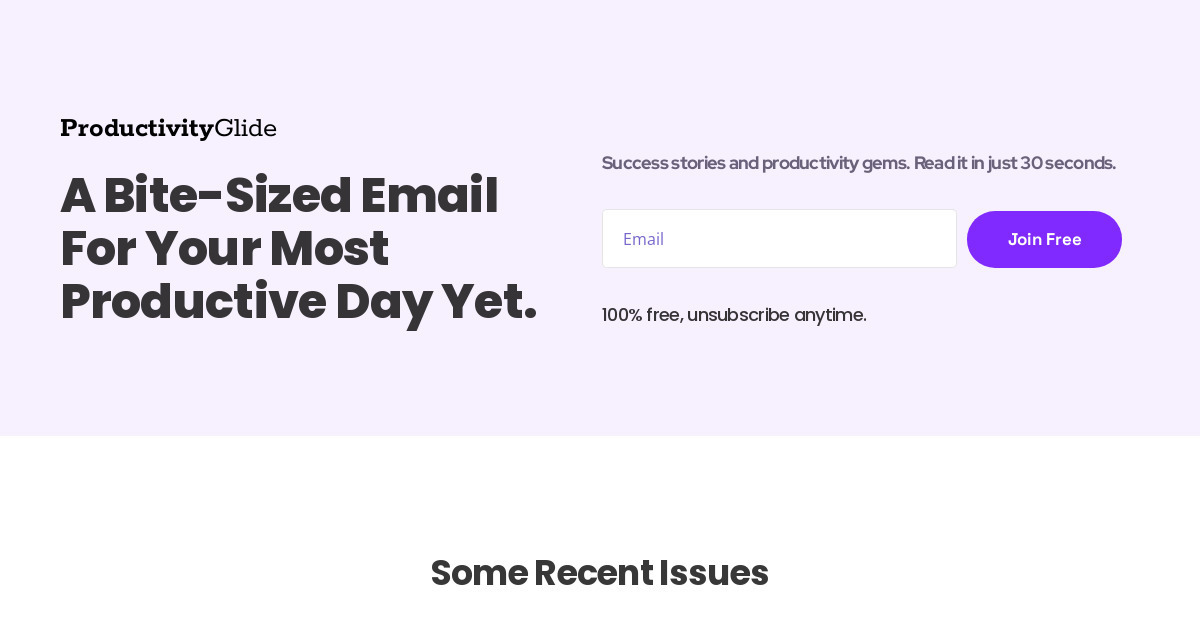 ProductivityGlide
A Bite-Sized Email
For Your Most
Productive Day Yet.
Success stories and productivity gems. Read it in just 30 seconds.
Email
Join Free
100% free, unsubscribe anytime.
Some Recent Issues